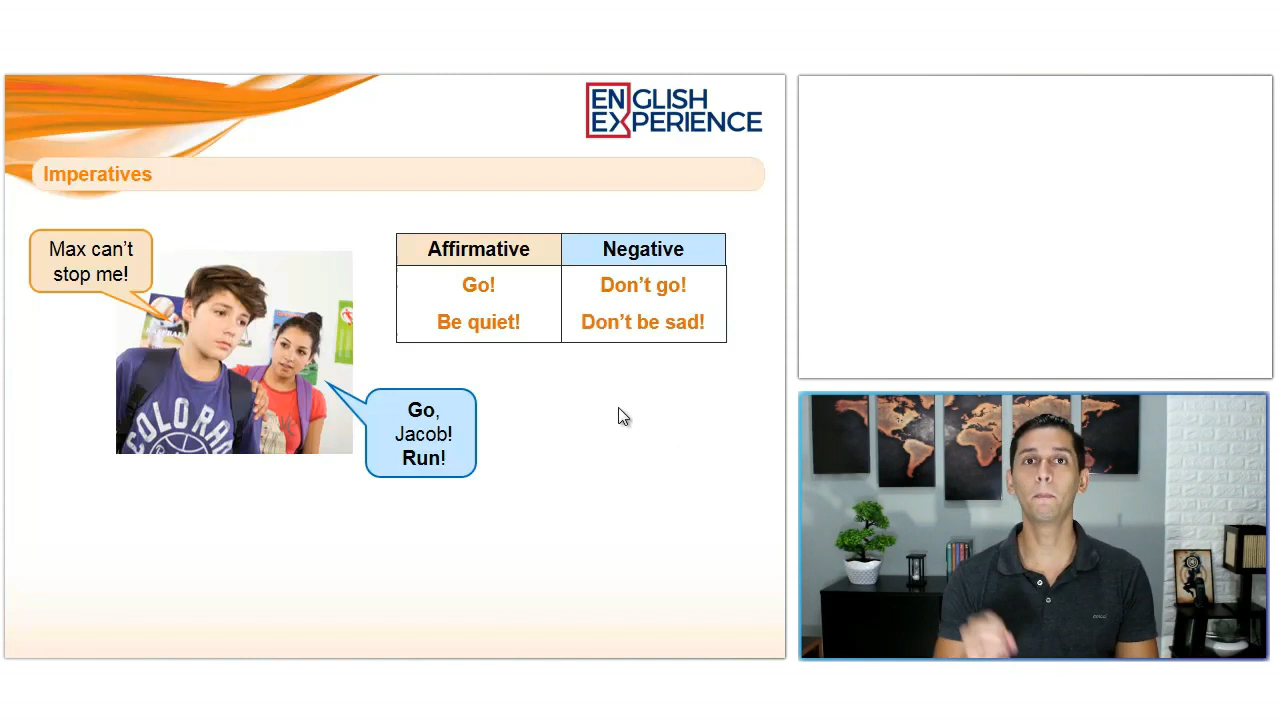 ENGLISH
EXPERIENCE
Imperatives
Max can't
stop me!
Affirmative Negative
Go! Don't go!
Be quiet! Don't be sad!
Go,
Jacob!
Run!
COLORA